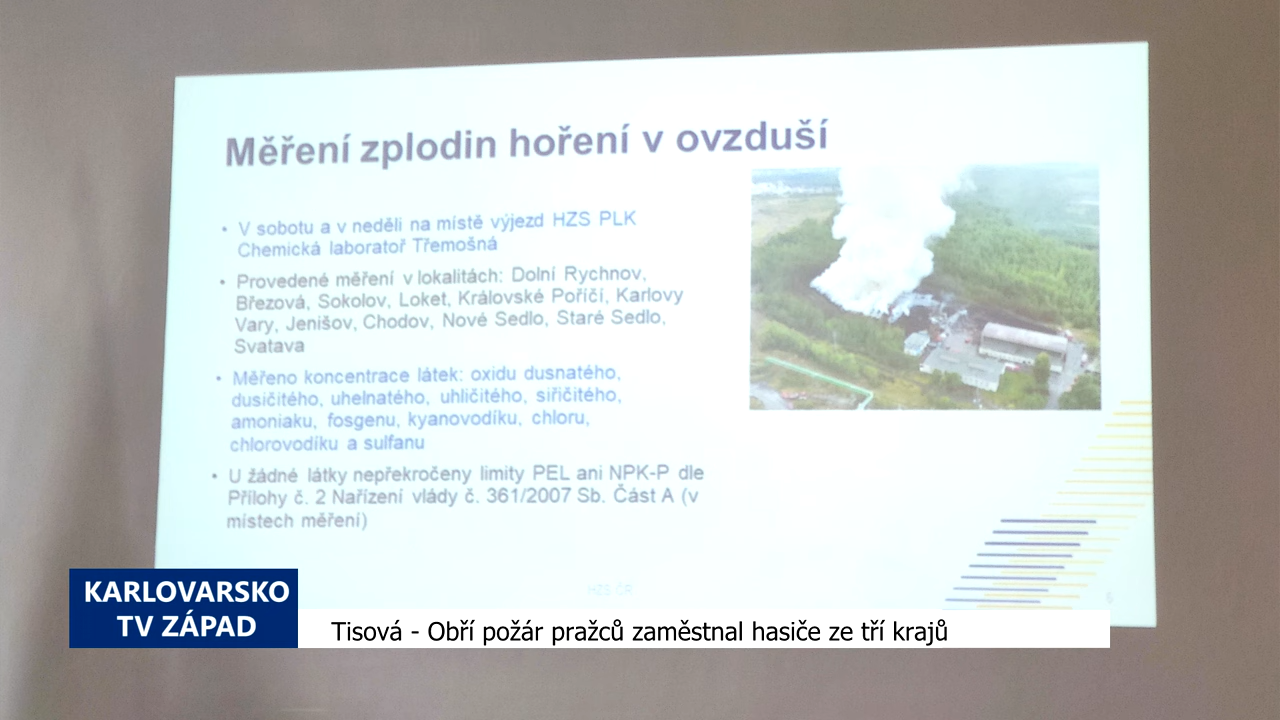 Měření zplodin hoření v ovzduší
• V sobotu a v neděli na místě výjezd HZS PLK
Chemická laboratoř Třemošná
• Provedené měření v lokalitách: Dolní Rychnov,
Březová, Sokolov, Loket, Královské Poříčí, Karlovy
Vary, Jenišov, Chodov, Nové Sedlo, Staré Sedlo,
Svatava
• Měřeno koncentrace látek: oxidu dusnatého,
dusičitého, uhelnatého, uhličitého, siřičitého,
amoniaku, fosgenu, kyanovodíku, chloru,
chlorovodíku a sulfanu
• U žádné látky nepřekročeny limity PEL ani NPK-P dle
Přílohy č. 2 Nařízení vlády č. 361/2007 Sb. Část A (v
místech měření)
HZS ČR
KARLOVARSKO
TV ZÁPAD
Tisová - Obří požár pražců zaměstnal hasiče ze tří krajů